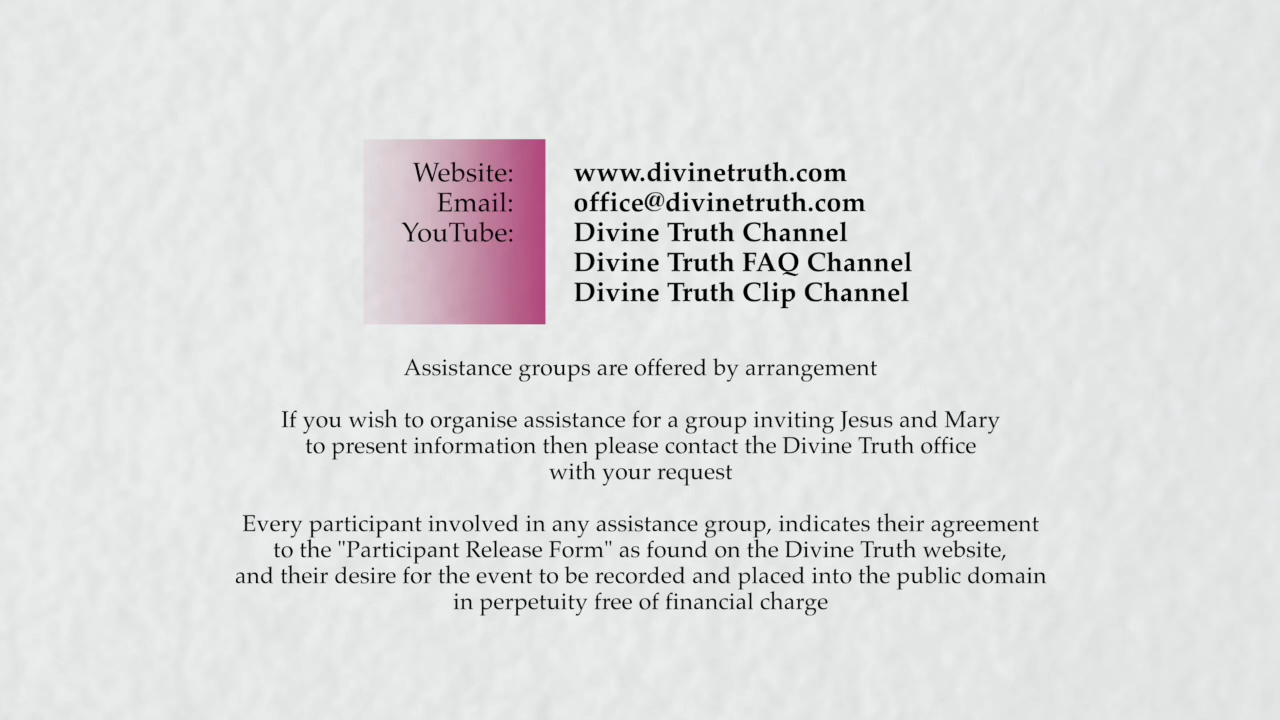 Website: www.divinetruth.com
Email: office@divinetruth.com
YouTube: Divine Truth Channel
Divine Truth FAQ Channel
Divine Truth Clip Channel
Assistance groups are offered by arrangement
If you wish to organise assistance for a group inviting Jesus and Mary
to present information then please contact the Divine Truth office
with your request
Every participant involved in any assistance group, indicates their agreement
to the "Participant Release Form" as found on the Divine Truth website,
and their desire for the event to be recorded and placed into the public domain
in perpetuity free of financial charge